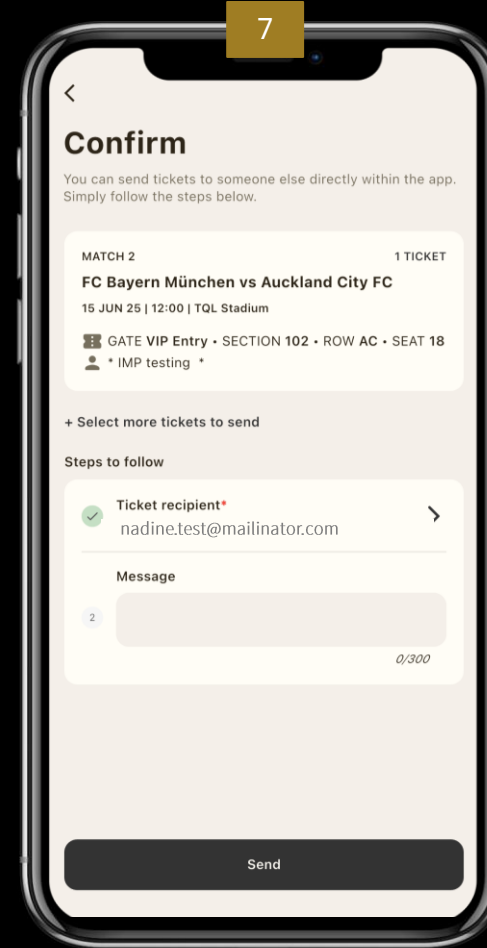 7
Confirm
You can send tickets to someone else directly within the app.
Simply follow the steps below.
MATCH 2 1 TICKET
FC Bayern München vs Auckland City FC
15 JUN 25 | 12:00 | TQL Stadium
GATE VIP Entry • SECTION 102 • ROW AC • SEAT 18
* IMP testing *
+ Select more tickets to send
Steps to follow
Ticket recipient*
nadine.test@mailinator.com
Message
2
0/300
Send